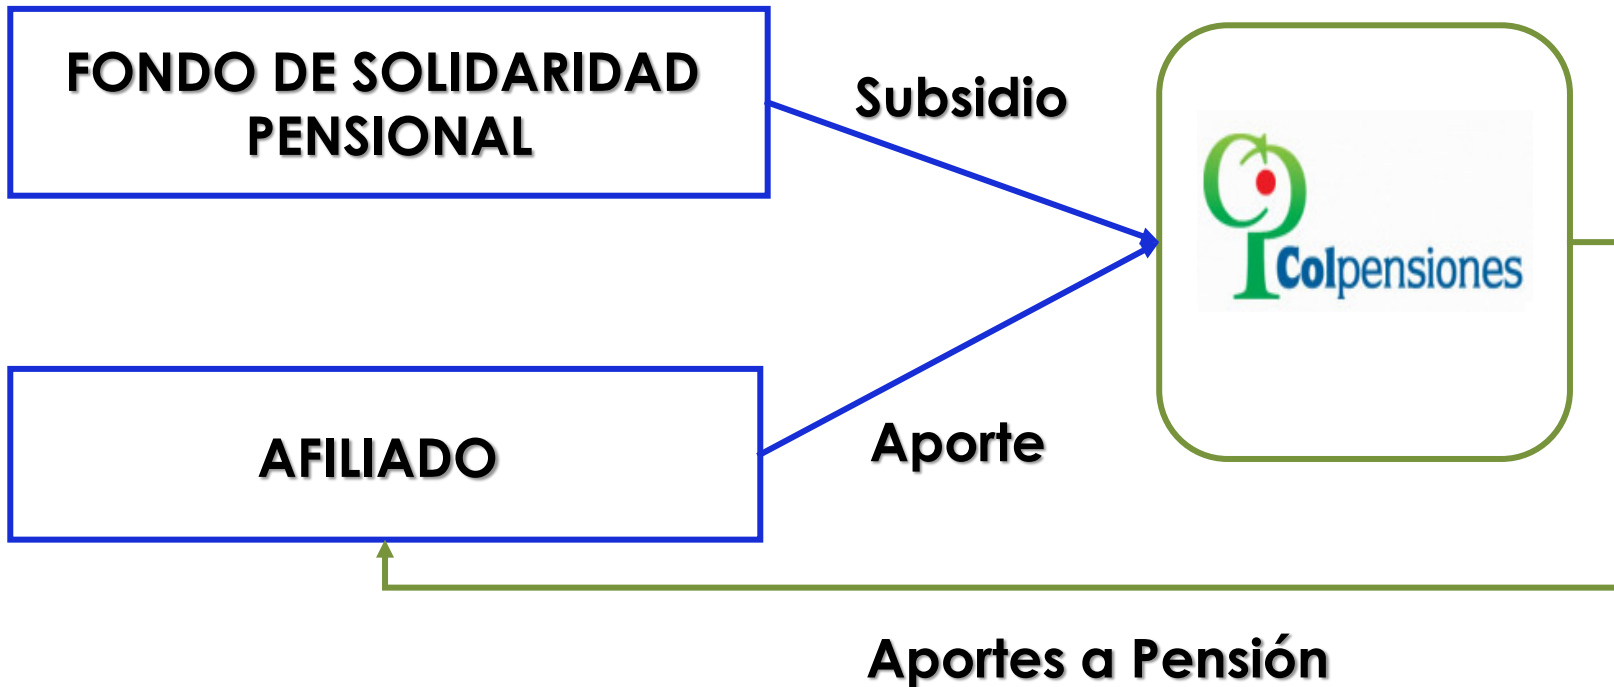 FONDO DE SOLIDARIDAD
PENSIONAL
Subsidio
Colpensiones
AFILIADO
Aporte
Aportes a Pensión